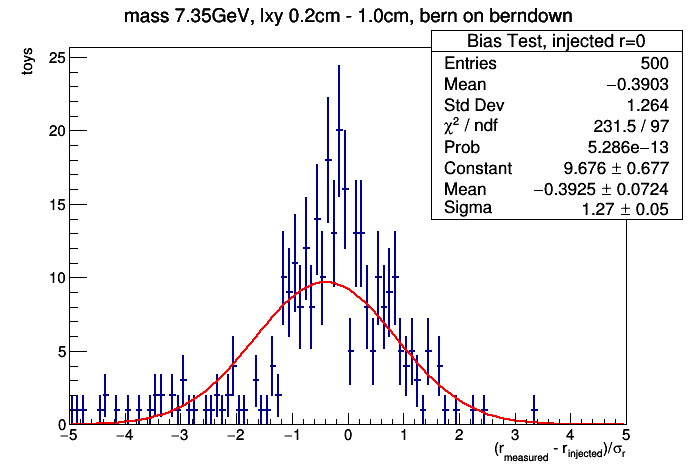 mass 7.35GeV, lxy 0.2cm - 1.0cm, bern on berndown
Bias Test, injected r=0
Entries 500
Mean −0.3903
Std Dev 1.264
χ² / ndf 231.5 / 97
Prob 5.286e−13
Constant 9.676 ± 0.677
Mean −0.3925 ± 0.0724
Sigma 1.27 ± 0.05
toys
25
20
15
10
5
0
−5 −4 −3 −2 −1 0 1 2 3 4 5
(r_measured - r_injected)/σ_r